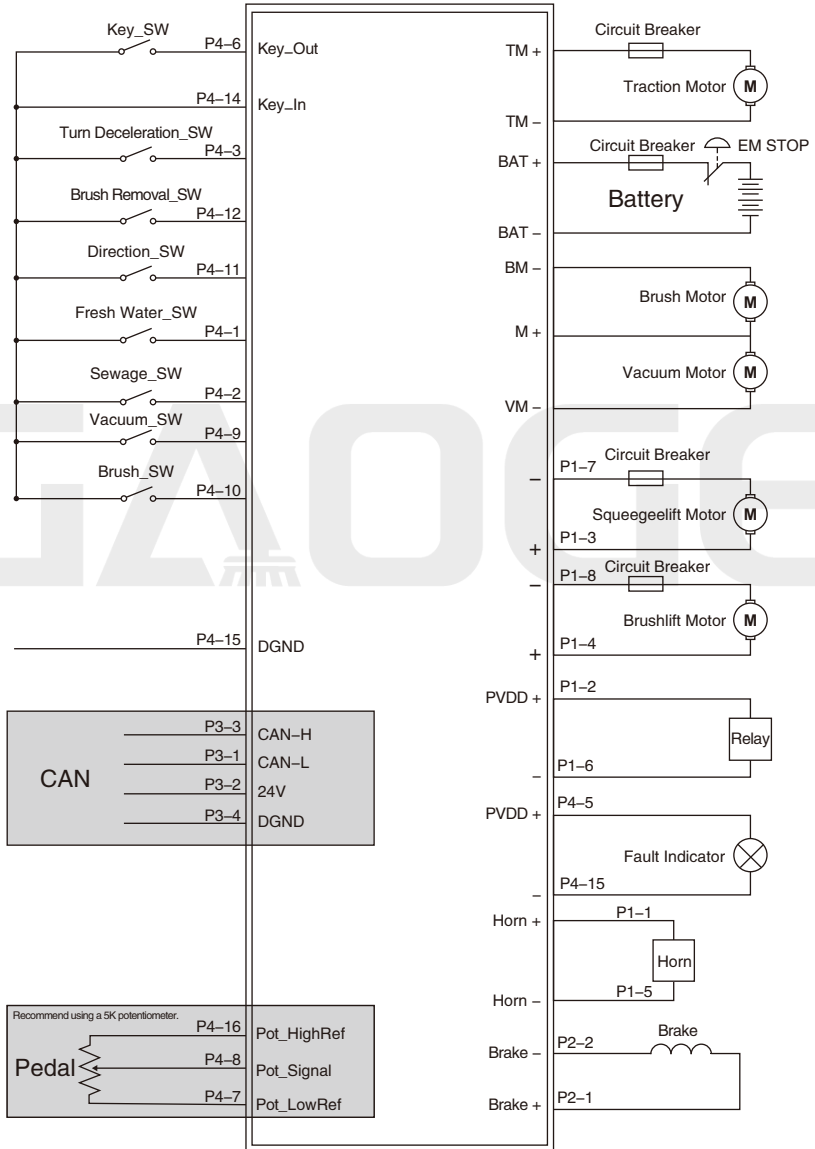 Key_SW
P4–6
Key_Out
P4–14
Key_In
Turn Deceleration_SW
P4–3
Brush Removal_SW
P4–12
Direction_SW
P4–11
Fresh Water_SW
P4–1
Sewage_SW
P4–2
Vacuum_SW
P4–9
Brush_SW
P4–10
P4–15
DGND
CAN
P3–3
CAN–H
P3–1
CAN–L
P3–2
24V
P3–4
DGND
Recommend using a 5K potentiometer.
Pedal
P4–16
Pot_HighRef
P4–8
Pot_Signal
P4–7
Pot_LowRef
TM +
Circuit Breaker
Traction Motor
M
TM –
BAT +
Circuit Breaker
EM STOP
Battery
BAT –
BM –
Brush Motor
M
M +
Vacuum Motor
M
VM –
–
P1–7
Circuit Breaker
Squeegeelift Motor
M
+
P1–3
–
P1–8
Circuit Breaker
Brushlift Motor
M
+
P1–4
PVDD +
P1–2
Relay
–
P1–6
PVDD +
P4–5
Fault Indicator
–
P4–15
Horn +
P1–1
Horn
Horn –
P1–5
Brake –
P2–2
Brake
Brake +
P2–1
GAOGE